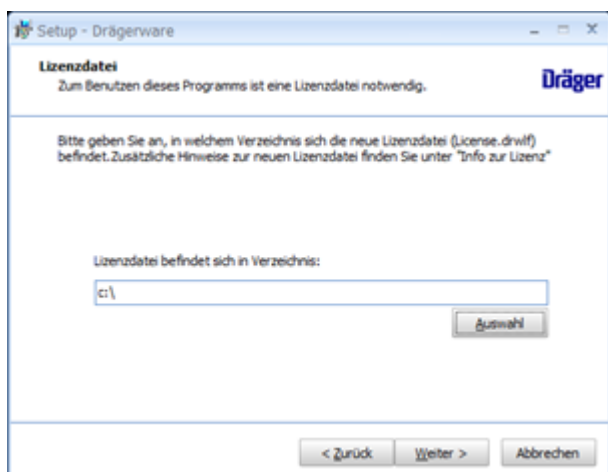 Setup - Drägerware
Lizenzdatei
Zum Benutzen dieses Programms ist eine Lizenzdatei notwendig.
Dräger
Bitte geben Sie an, in welchem Verzeichnis sich die neue Lizenzdatei (License.drwlf)
befindet.Zusätzliche Hinweise zur neuen Lizenzdatei finden Sie unter "Info zur Lizenz"
Lizenzdatei befindet sich in Verzeichnis:
c:\
Auswahl
< Zurück Weiter > Abbrechen